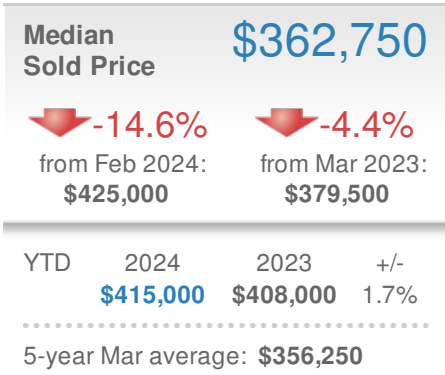 Median $362,750
Sold Price
-14.6% -4.4%
from Feb 2024: from Mar 2023:
$425,000 $379,500
YTD 2024 2023 +/-
$415,000 $408,000 1.7%
5-year Mar average: $356,250